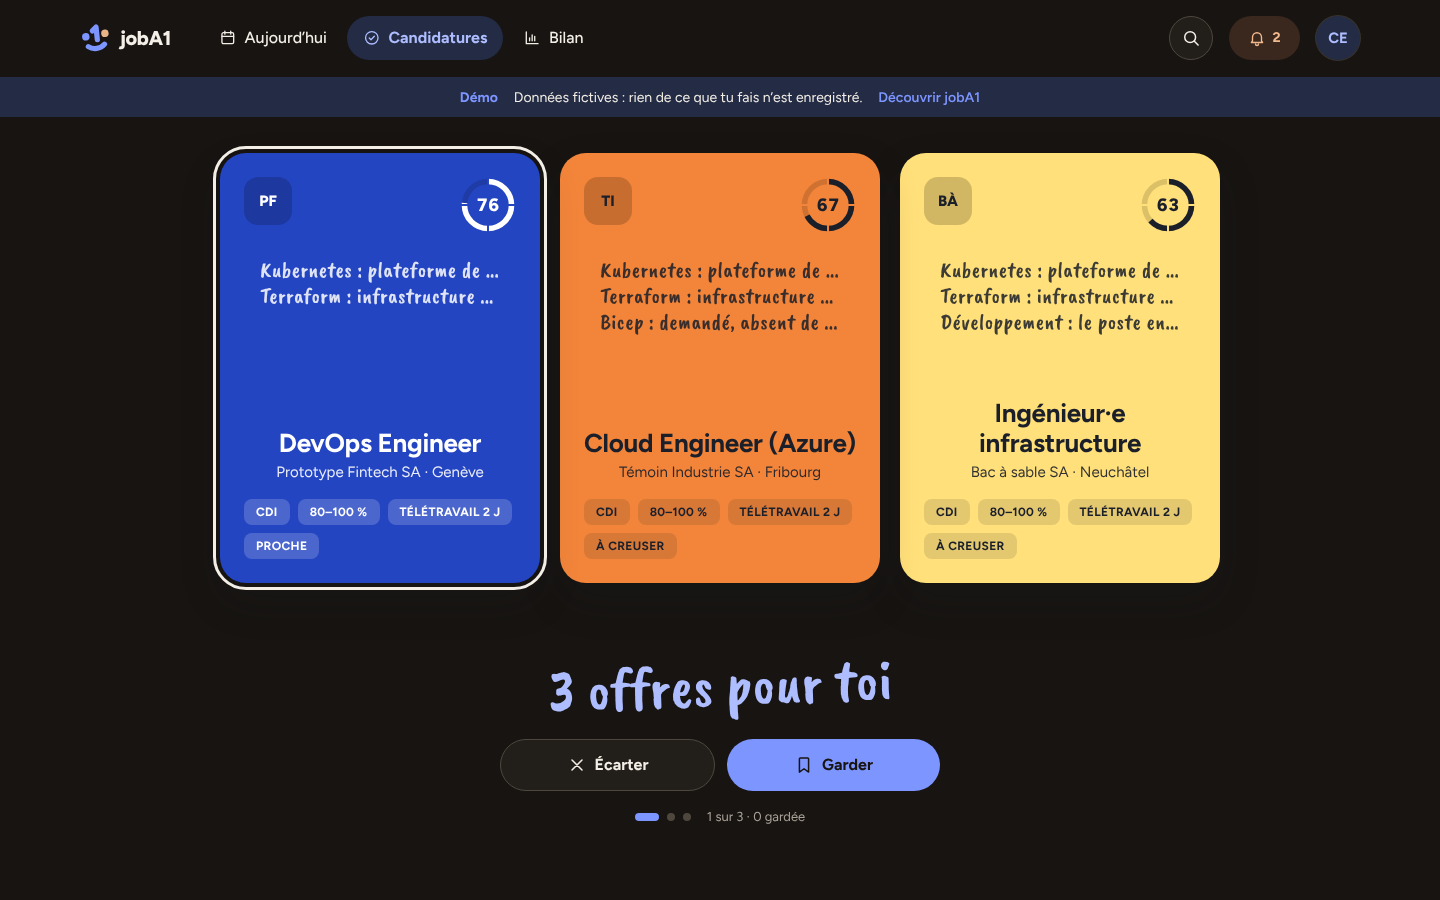 jobA1
Aujourd’hui
Candidatures
Bilan
2
CE
Démo Données fictives : rien de ce que tu fais n’est enregistré. Découvrir jobA1
PF
76
Kubernetes : plateforme de ...
Terraform : infrastructure ...
DevOps Engineer
Prototype Fintech SA · Genève
CDI
80–100 %
TÉLÉTRAVAIL 2 J
PROCHE
TI
67
Kubernetes : plateforme de ...
Terraform : infrastructure ...
Bicep : demandé, absent de ...
Cloud Engineer (Azure)
Témoin Industrie SA · Fribourg
CDI
80–100 %
TÉLÉTRAVAIL 2 J
À CREUSER
BÀ
63
Kubernetes : plateforme de ...
Terraform : infrastructure ...
Développement : le poste en...
Ingénieur·e
infrastructure
Bac à sable SA · Neuchâtel
CDI
80–100 %
TÉLÉTRAVAIL 2 J
À CREUSER
3 offres pour toi
Écarter
Garder
1 sur 3 · 0 gardée